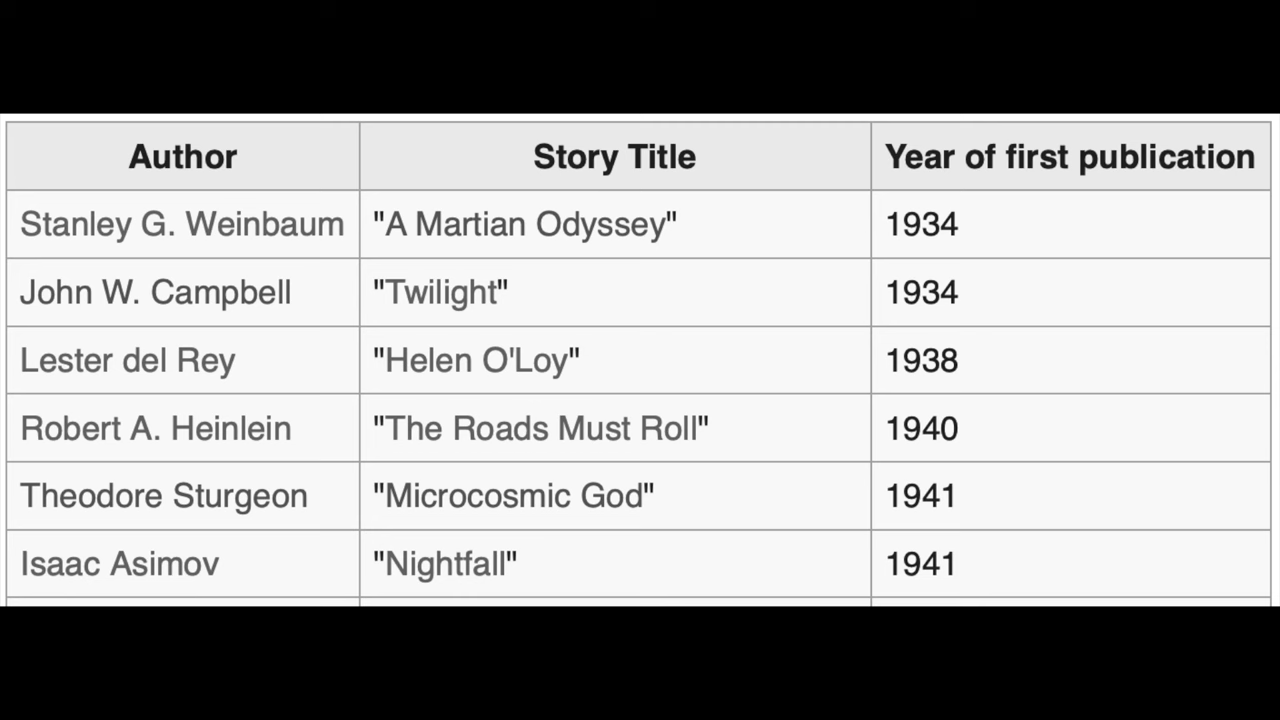 Author Story Title Year of first publication
Stanley G. Weinbaum "A Martian Odyssey" 1934
John W. Campbell "Twilight" 1934
Lester del Rey "Helen O'Loy" 1938
Robert A. Heinlein "The Roads Must Roll" 1940
Theodore Sturgeon "Microcosmic God" 1941
Isaac Asimov "Nightfall" 1941